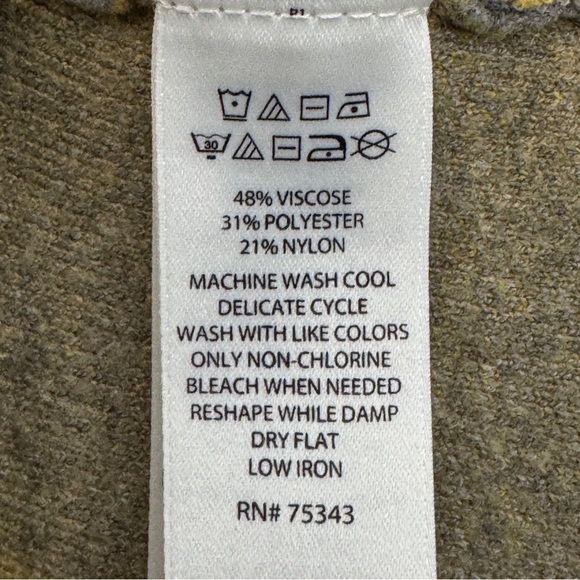 30
48% VISCOSE
31% POLYESTER
21% NYLON
MACHINE WASH COOL
DELICATE CYCLE
WASH WITH LIKE COLORS
ONLY NON-CHLORINE
BLEACH WHEN NEEDED
RESHAPE WHILE DAMP
DRY FLAT
LOW IRON
RN# 75343